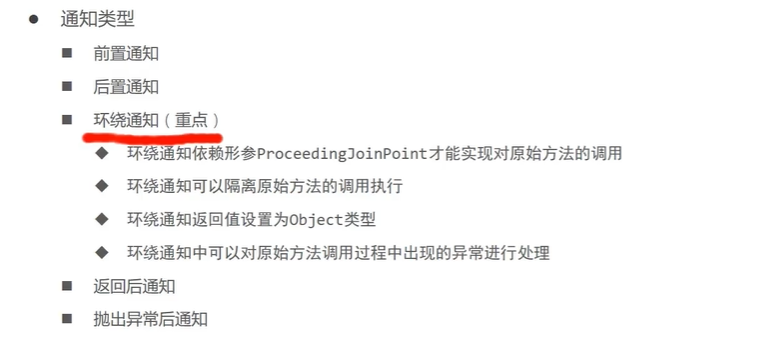 通知类型
前置通知
后置通知
环绕通知（重点）
环绕通知依赖形参ProceedingJoinPoint才能实现对原始方法的调用
环绕通知可以隔离原始方法的调用执行
环绕通知返回值设置为Object类型
环绕通知中可以对原始方法调用过程中出现的异常进行处理
返回后通知
抛出异常后通知